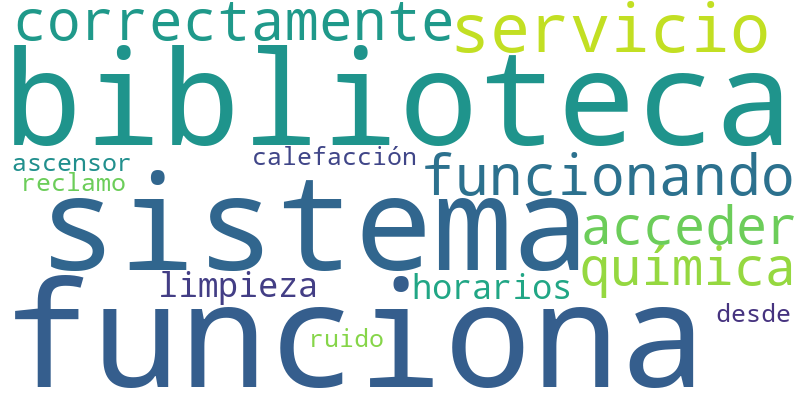 correctamente servicio
biblioteca
ascensor calefacción funcionando
reclamo
sistema acceder
química
limpieza horarios
funciona desde
ruido